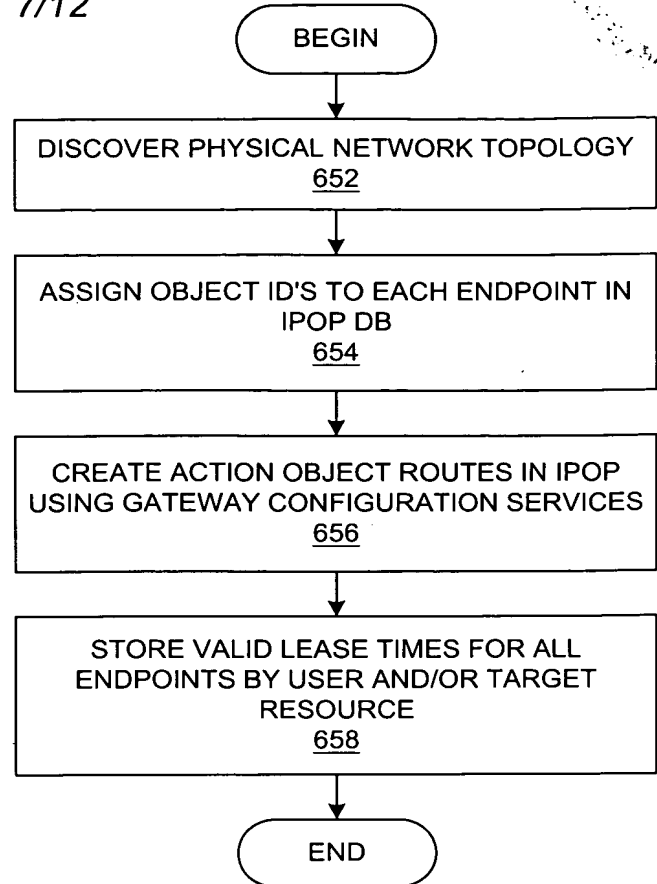 7/12
BEGIN
DISCOVER PHYSICAL NETWORK TOPOLOGY
652
ASSIGN OBJECT ID'S TO EACH ENDPOINT IN
IPOP DB
654
CREATE ACTION OBJECT ROUTES IN IPOP
USING GATEWAY CONFIGURATION SERVICES
656
STORE VALID LEASE TIMES FOR ALL
ENDPOINTS BY USER AND/OR TARGET
RESOURCE
658
END